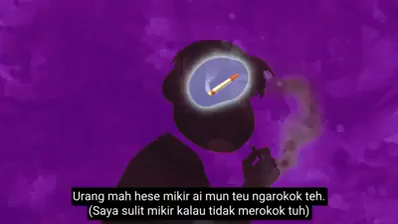 Urang mah hese mikir ai mun teu ngarokok teh.
(Saya sulit mikir kalau tidak merokok tuh)